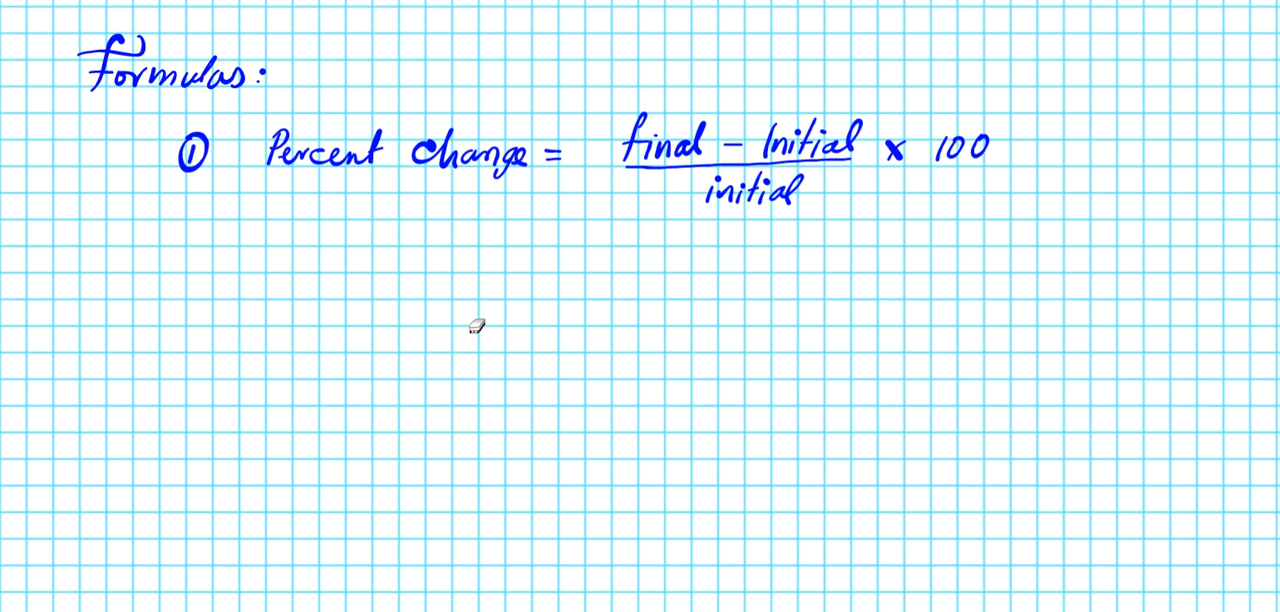 Formulas:
① Percent change = final - Initial / initial × 100